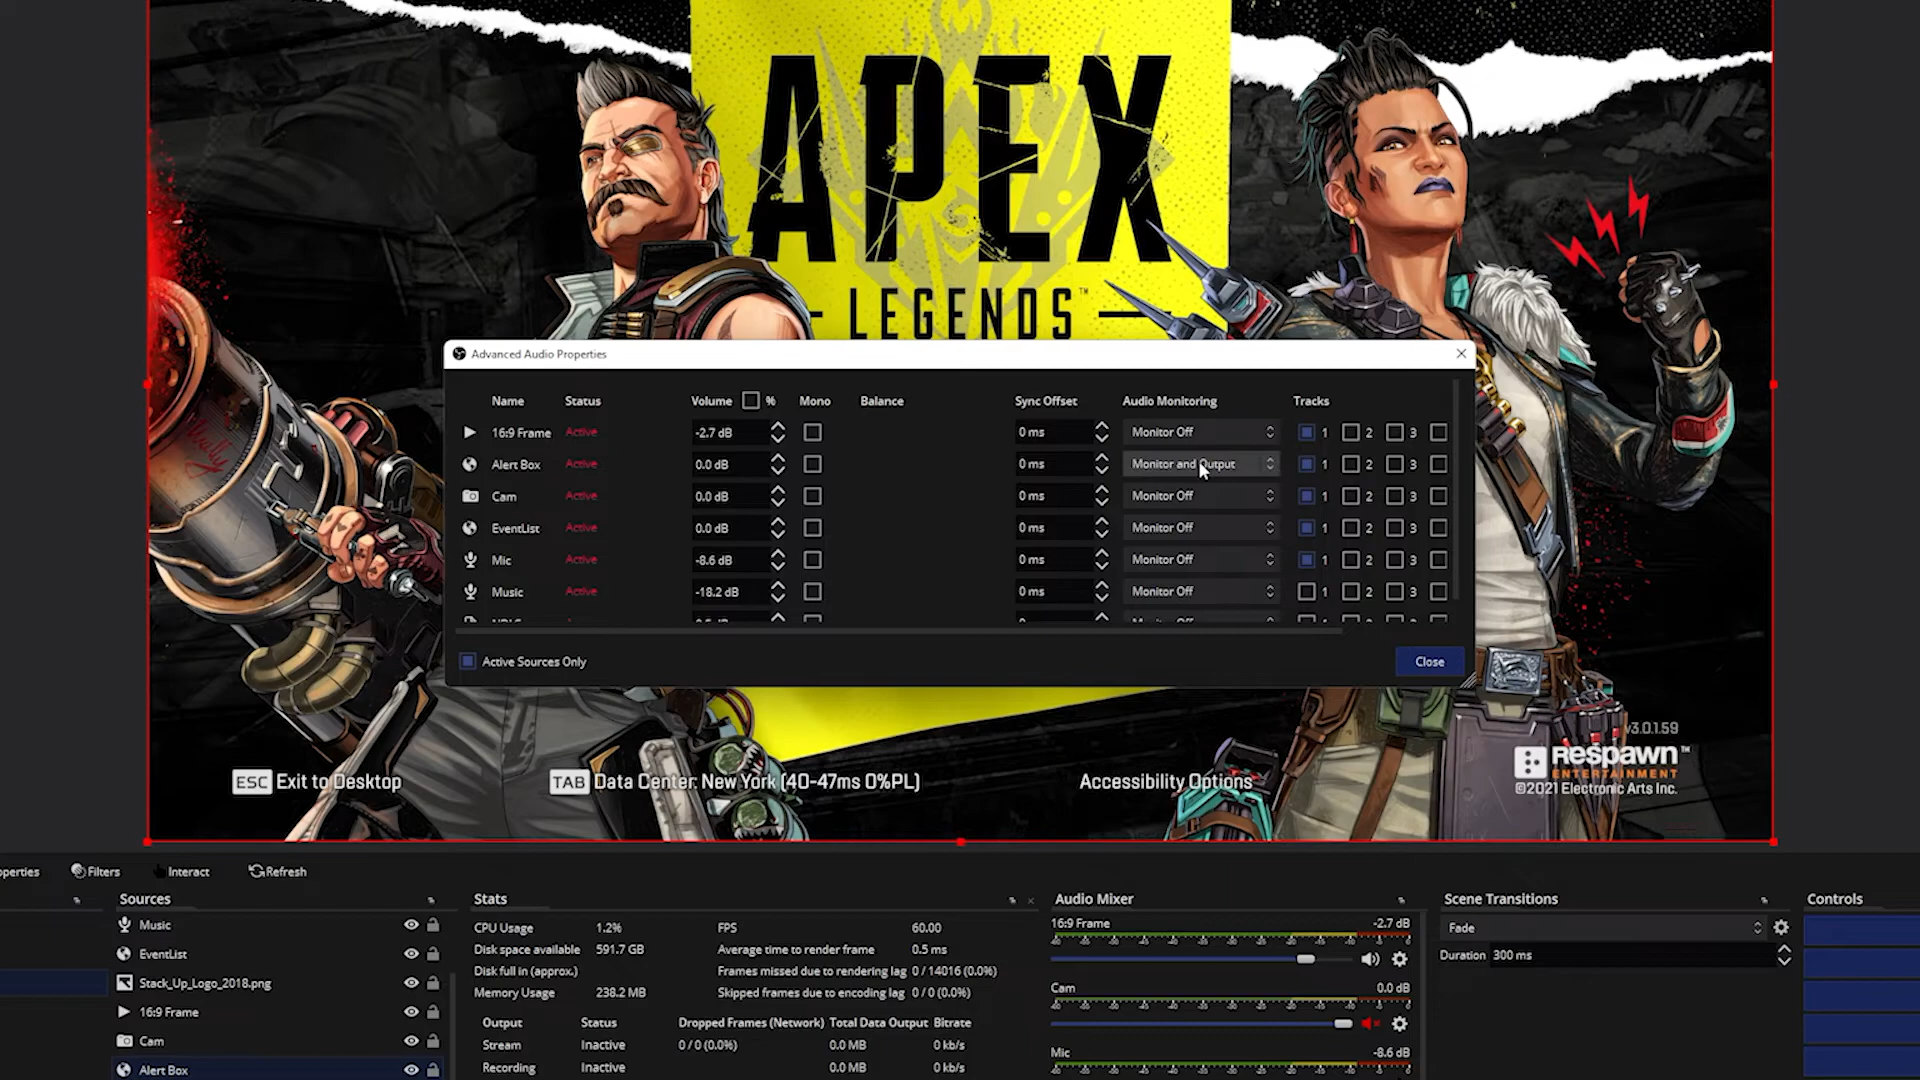 APEX
LEGENDS™
Advanced Audio Properties
Name Status Volume % Mono Balance Sync Offset Audio Monitoring Tracks
16:9 Frame Active -2.7 dB 0 ms Monitor Off 1 2 3
Alert Box Active 0.0 dB 0 ms Monitor and Output 1 2 3
Cam Active 0.0 dB 0 ms Monitor Off 1 2 3
EventList Active 0.0 dB 0 ms Monitor Off 1 2 3
Mic Active -8.6 dB 0 ms Monitor Off 1 2 3
Music Active -18.2 dB 0 ms Monitor Off 1 2 3
Active Sources Only Close
v3.0.1.59
Respawn™
ENTERTAINMENT
ESC Exit to Desktop TAB Data Center: New York (40-47ms 0%PL) Accessibility Options ©2021 Electronic Arts Inc.
operties Filters Interact Refresh
Sources
Music
EventList
Stack_Up_Logo_2018.png
16:9 Frame
Cam
Alert Box
Stats
CPU Usage 1.2% FPS 60.00
Disk space available 591.7 GB Average time to render frame 0.5 ms
Disk full in (approx.) Frames missed due to rendering lag 0 / 14016 (0.0%)
Memory Usage 238.2 MB Skipped frames due to encoding lag 0 / 0 (0.0%)
Output Status Dropped Frames (Network) Total Data Output Bitrate
Stream Inactive 0 / 0 (0.0%) 0.0 MB 0 kb/s
Recording Inactive 0.0 MB 0 kb/s
Audio Mixer
16:9 Frame -2.7 dB
Cam 0.0 dB
Mic -8.6 dB
Scene Transitions
Fade
Duration 300 ms
Controls